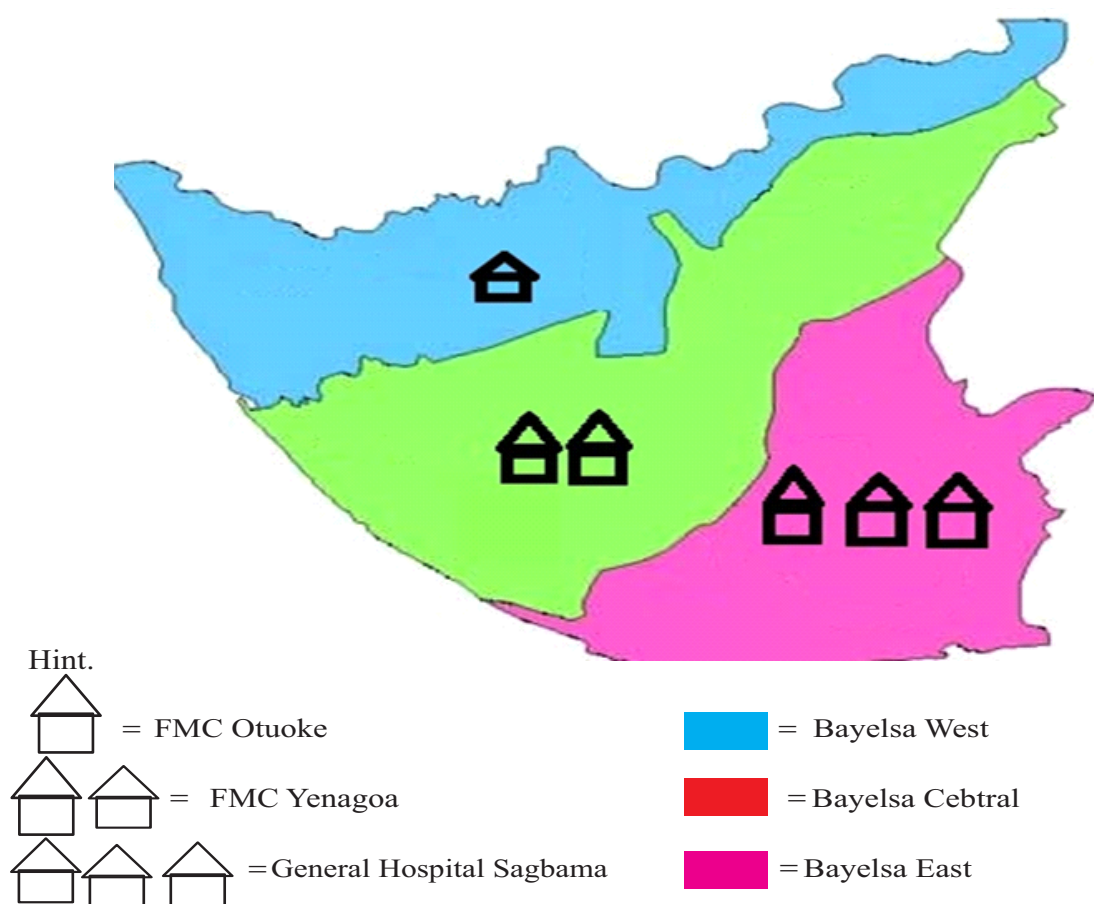 Hint.
= FMC Otuoke
= FMC Yenagoa
= General Hospital Sagbama
= Bayelsa West
= Bayelsa Cebtral
= Bayelsa East